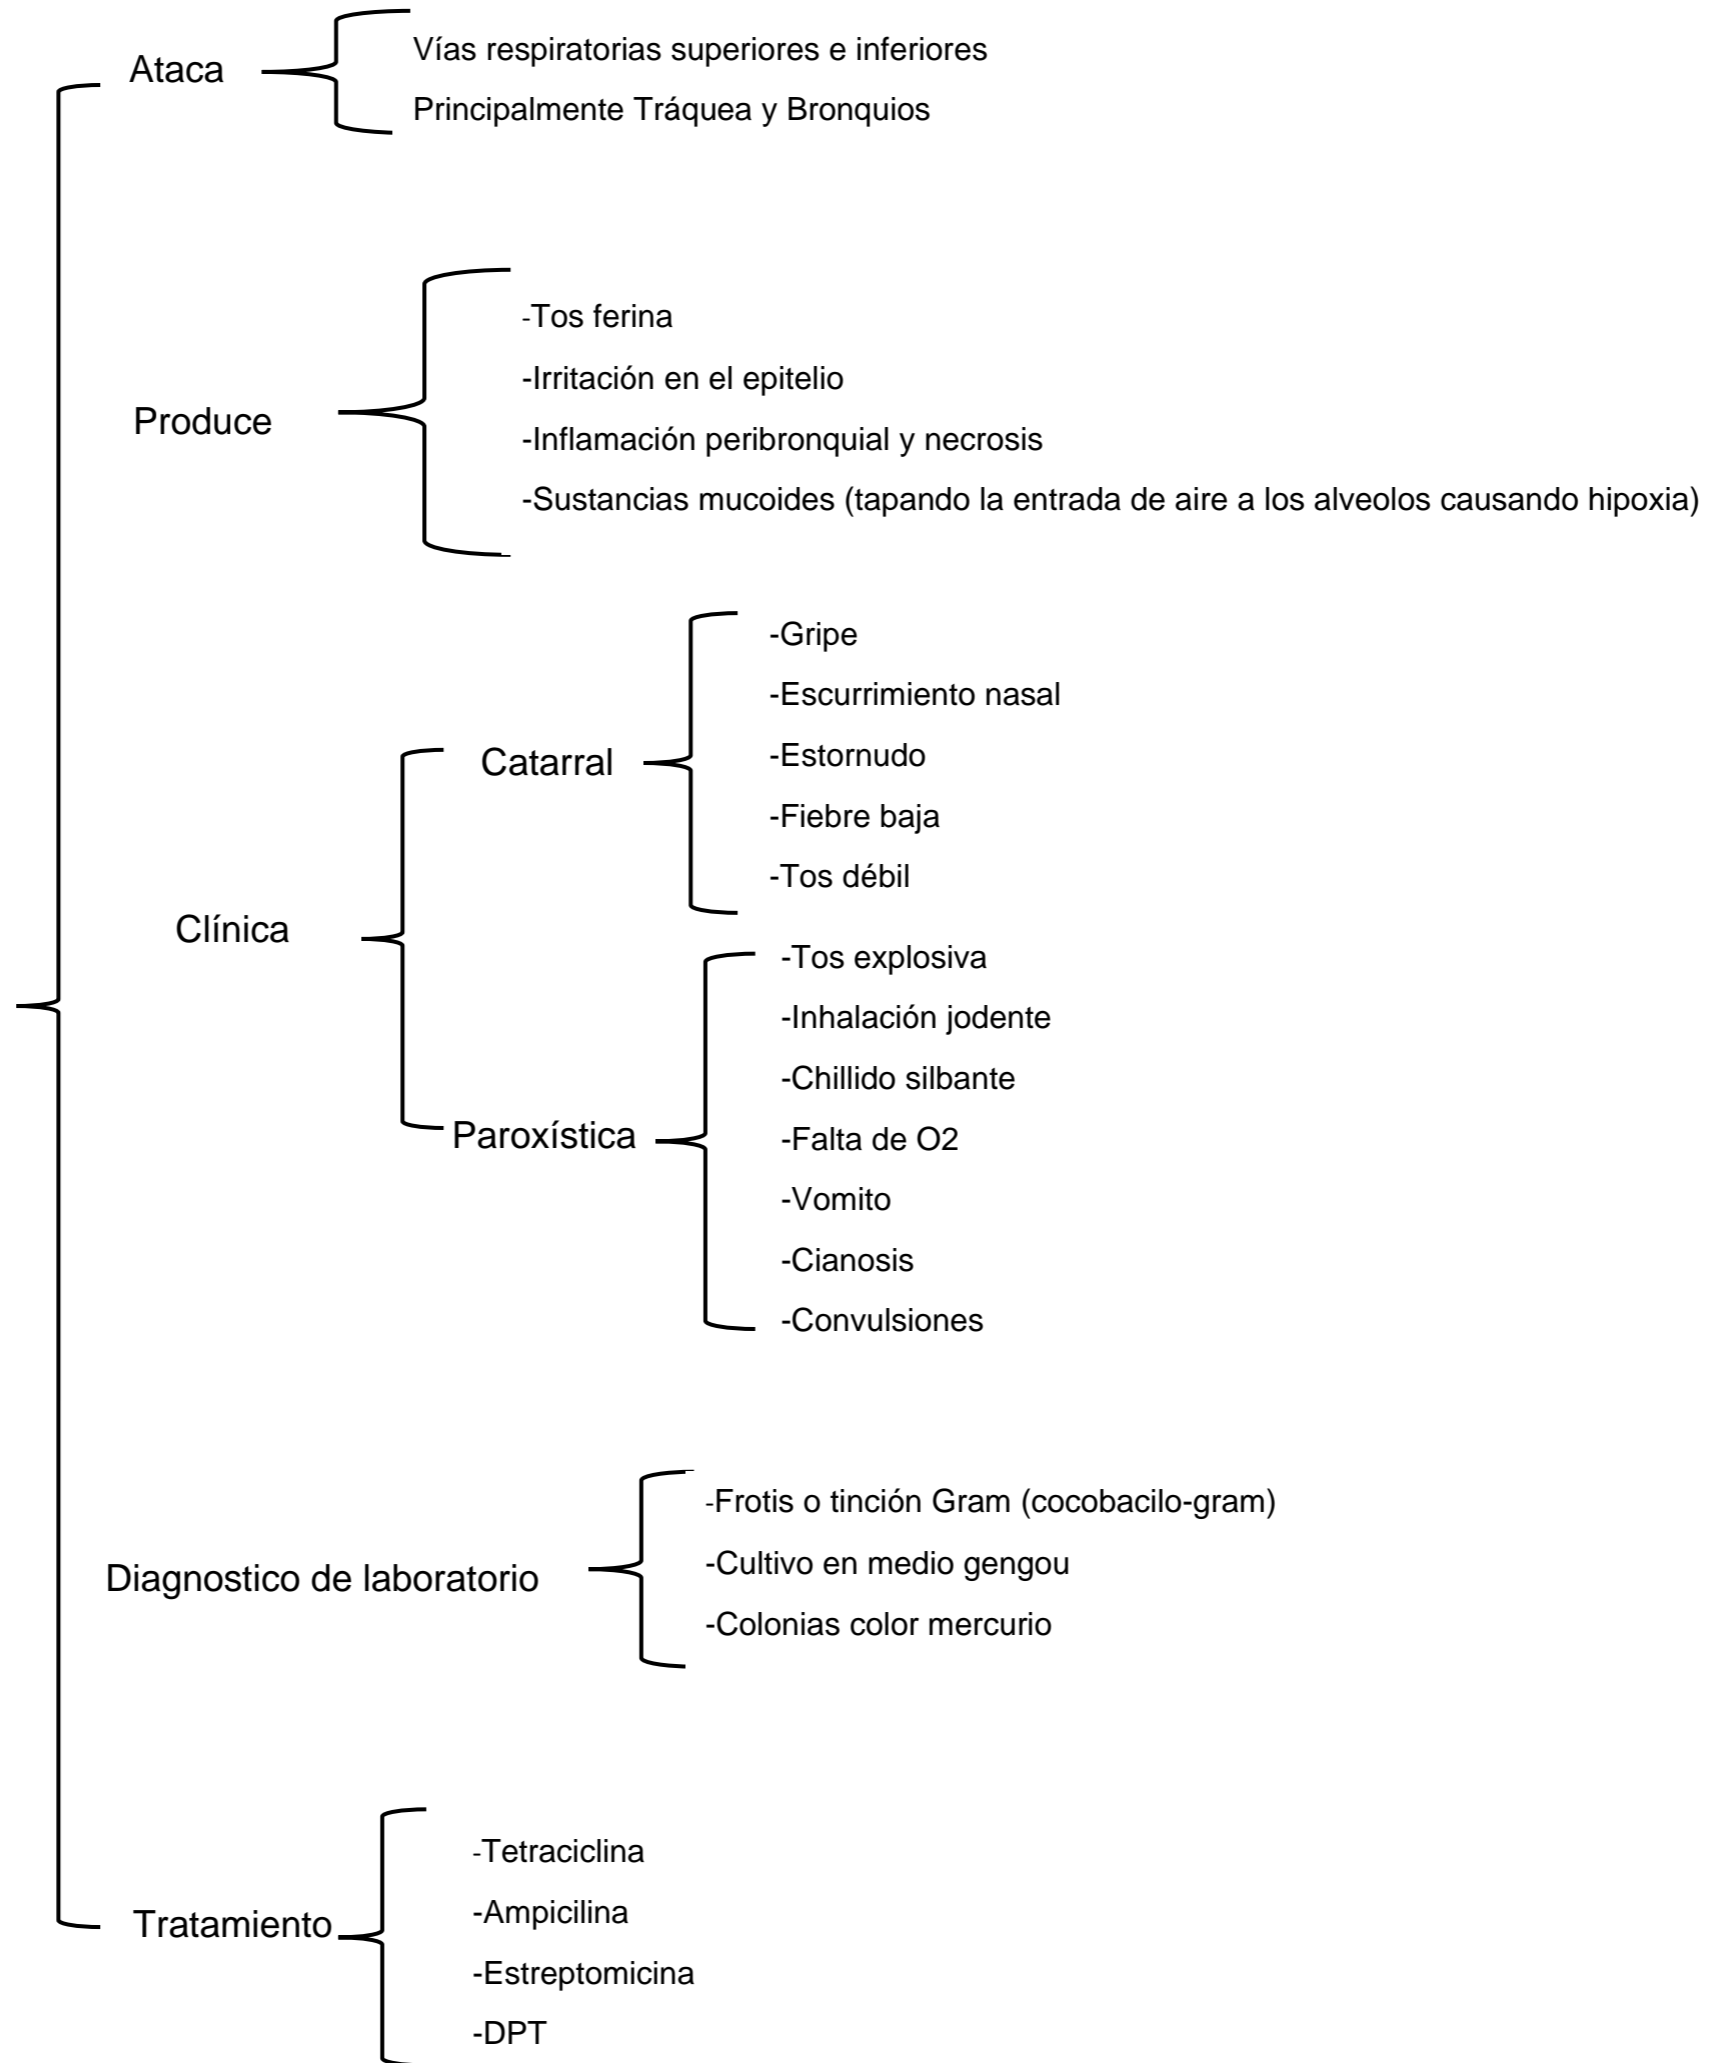 Ataca
Vías respiratorias superiores e inferiores
Principalmente Tráquea y Bronquios
Produce
-Tos ferina
-Irritación en el epitelio
-Inflamación peribronquial y necrosis
-Sustancias mucoides (tapando la entrada de aire a los alveolos causando hipoxia)
Clínica
Catarral
-Gripe
-Escurrimiento nasal
-Estornudo
-Fiebre baja
-Tos débil
Paroxística
-Tos explosiva
-Inhalación jodente
-Chillido silbante
-Falta de O2
-Vomito
-Cianosis
-Convulsiones
Diagnostico de laboratorio
-Frotis o tinción Gram (cocobacilo-gram)
-Cultivo en medio gengou
-Colonias color mercurio
Tratamiento
-Tetraciclina
-Ampicilina
-Estreptomicina
-DPT